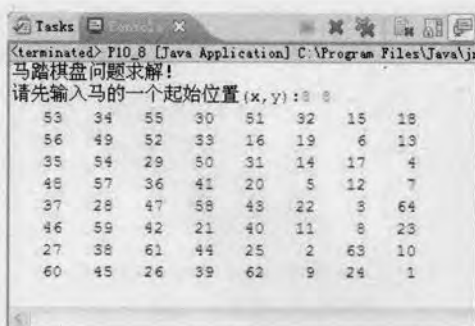 Tasks Console
<terminated> P10_8 [Java Application] C:\Program Files\Java\jr
马踏棋盘问题求解!
请先输入马的一个起始位置(x,y):8 8
53 34 55 30 51 32 15 18
56 49 52 33 16 19 6 13
35 54 29 50 31 14 17 4
48 57 36 41 20 5 12 7
37 28 47 58 43 22 3 64
46 59 42 21 40 11 8 23
27 38 61 44 25 2 63 10
60 45 26 39 62 9 24 1